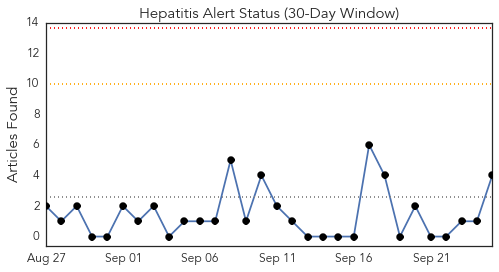 Hepatitis Alert Status (30-Day Window)
Articles Found
14
12
10
8
6
4
2
0
Aug 27 Sep 01 Sep 06 Sep 11 Sep 16 Sep 21